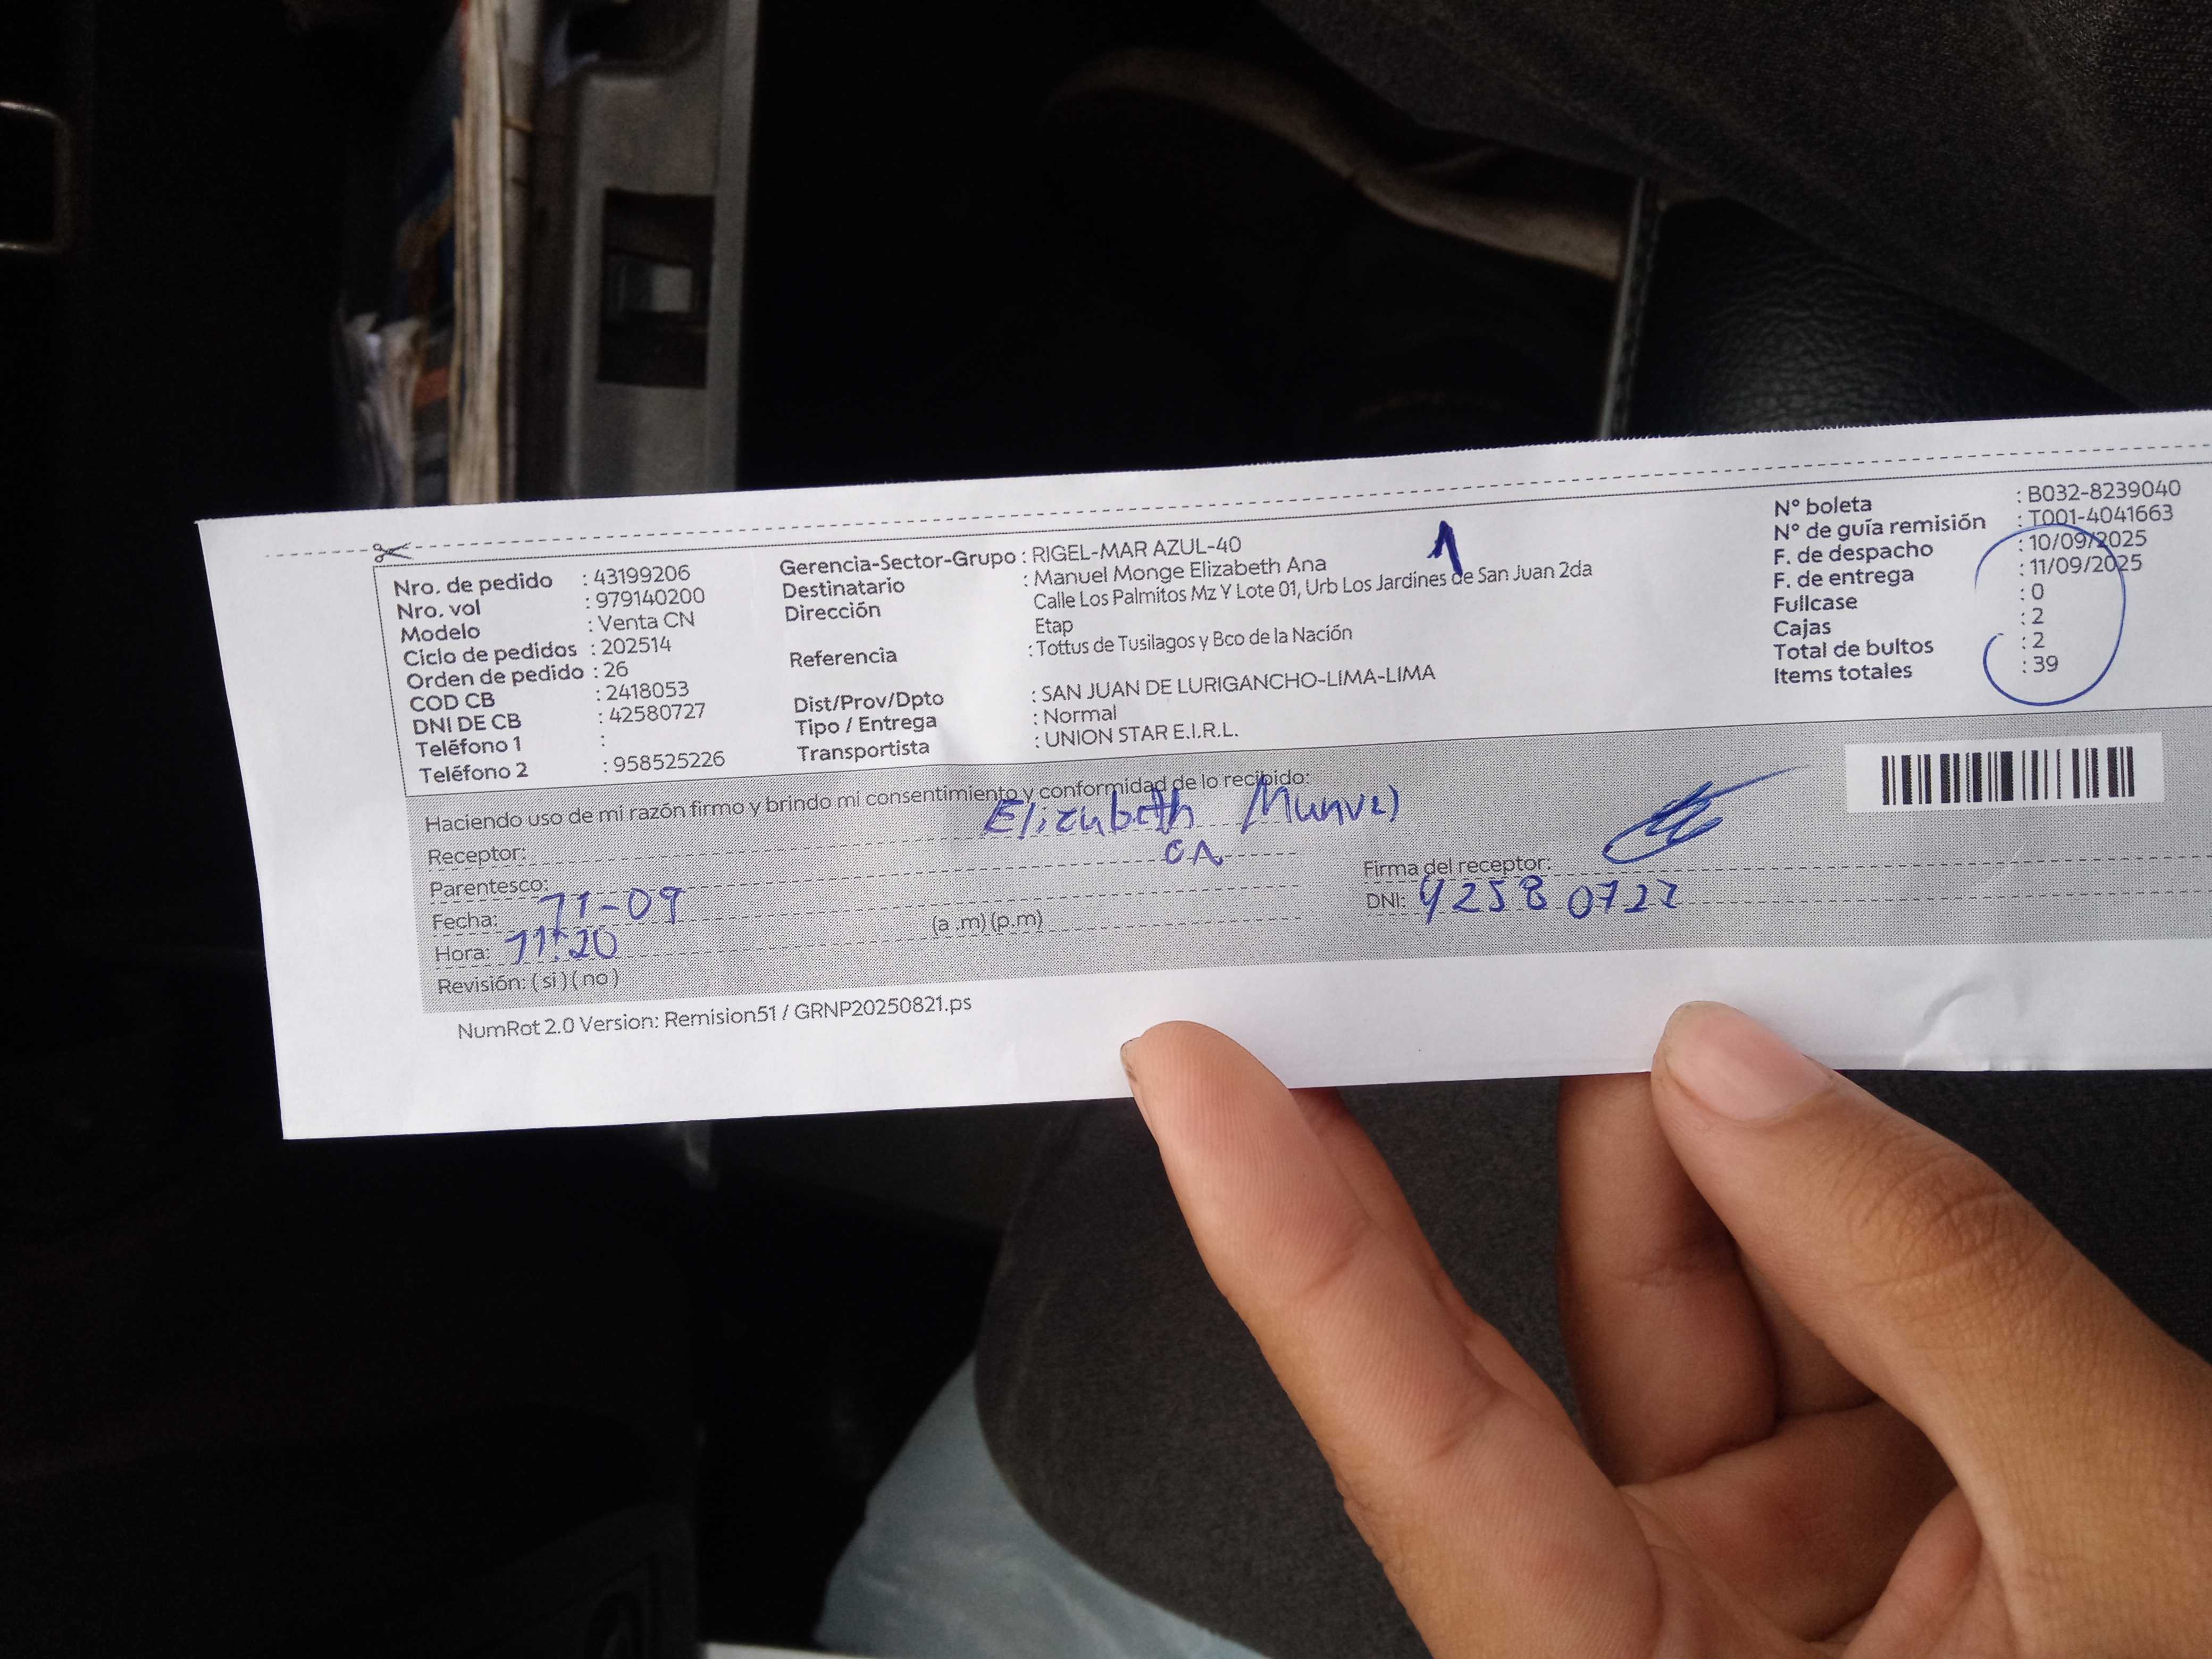 Nro. de pedido : 43199206
Nro. vol : 979140200
Modelo : Venta CN
Ciclo de pedidos : 202514
Orden de pedido : 26
COD CB : 2418053
DNI DE CB : 42580727
Teléfono 1 :
Teléfono 2 : 958525226
Gerencia-Sector-Grupo : RIGEL-MAR AZUL-40
Destinatario : Manuel Monge Elizabeth Ana
Dirección Calle Los Palmitos Mz Y Lote 01, Urb Los Jardines de San Juan 2da
Etap
Referencia : Tottus de Tusilagos y Bco de la Nación
Dist/Prov/Dpto : SAN JUAN DE LURIGANCHO-LIMA-LIMA
Tipo / Entrega : Normal
Transportista : UNION STAR E.I.R.L.
1
N° boleta : B032-8239040
N° de guía remisión : T001-4041663
F. de despacho : 10/09/2025
F. de entrega : 11/09/2025
Fullcase : 0
Cajas : 2
Total de bultos : 2
Items totales : 39
Haciendo uso de mi razón firmo y brindo mi consentimiento y conformidad de lo recibido:
Receptor: Elizabeth Manuel
Parentesco:
Fecha: 11-09
Hora: 11:20 (a .m) (p.m)
Revisión: ( si ) ( no )
Firma del receptor:
DNI: 42580727
NumRot 2.0 Version: Remision51 / GRNP20250821.ps